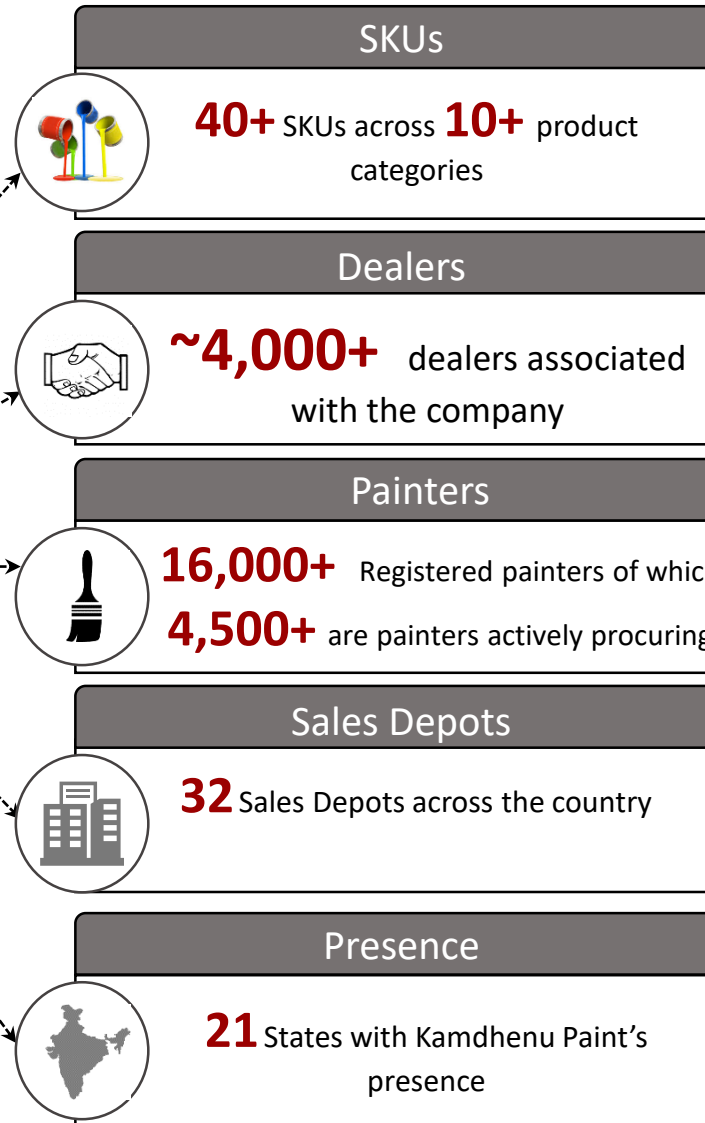 SKUs
40+ SKUs across 10+ product
categories
Dealers
~4,000+ dealers associated
with the company
Painters
16,000+ Registered painters of whic
4,500+ are painters actively procuring
Sales Depots
32 Sales Depots across the country
Presence
21 States with Kamdhenu Paint’s
presence